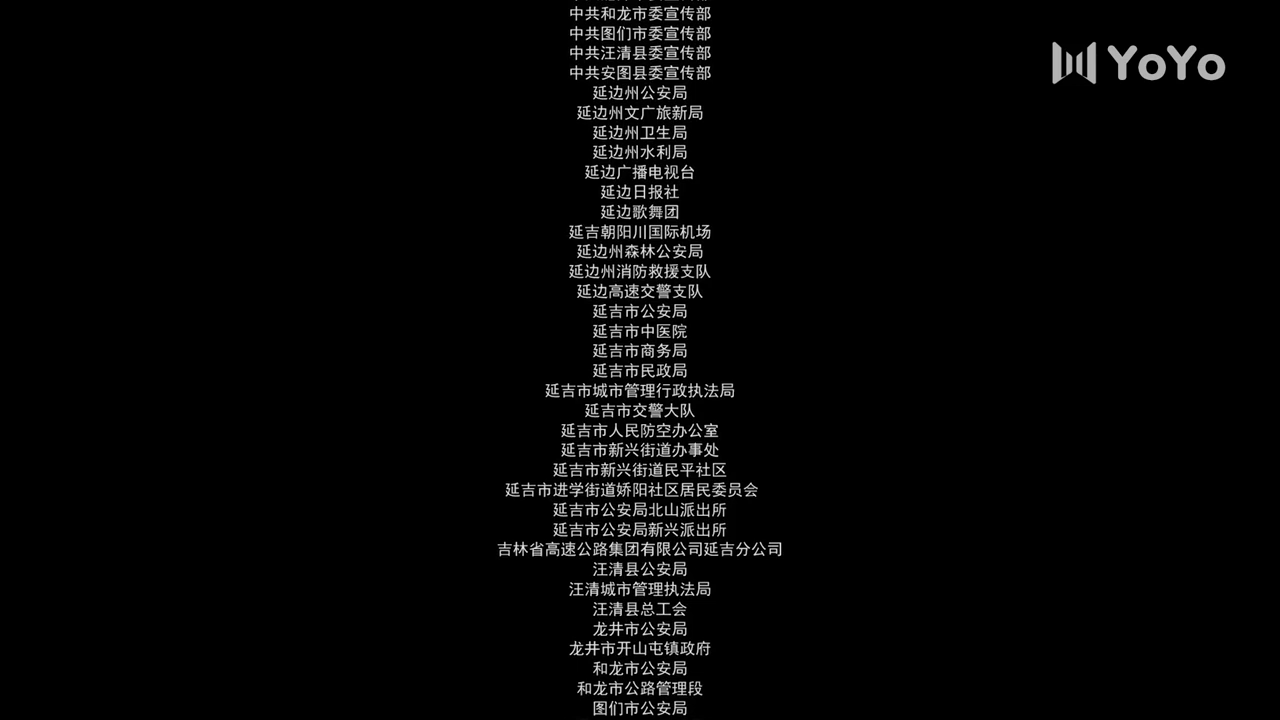 中共和龙市委宣传部
中共图们市委宣传部
中共汪清县委宣传部
中共安图县委宣传部
YoYo
延边州公安局
延边州文广旅新局
延边州卫生局
延边州水利局
延边广播电视台
延边日报社
延边歌舞团
延吉朝阳川国际机场
延边州森林公安局
延边州消防救援支队
延边高速交警支队
延吉市公安局
延吉市中医院
延吉市商务局
延吉市民政局
延吉市城市管理行政执法局
延吉市交警大队
延吉市人民防空办公室
延吉市新兴街道办事处
延吉市新兴街道民平社区
延吉市进学街道娇阳社区居民委员会
延吉市公安局北山派出所
延吉市公安局新兴派出所
吉林省高速公路集团有限公司延吉分公司
汪清县公安局
汪清城市管理执法局
汪清县总工会
龙井市公安局
龙井市开山屯镇政府
和龙市公安局
和龙市公路管理段
图们市公安局